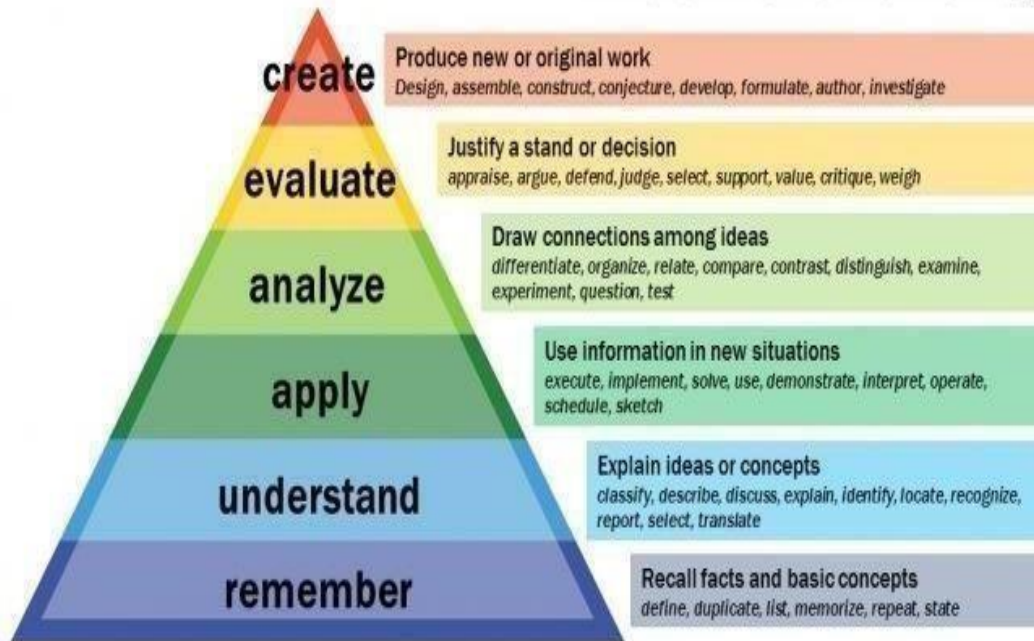 create
Produce new or original work
Design, assemble, construct, conjecture, develop, formulate, author, investigate
evaluate
Justify a stand or decision
appraise, argue, defend, judge, select, support, value, critique, weigh
analyze
Draw connections among ideas
differentiate, organize, relate, compare, contrast, distinguish, examine,
experiment, question, test
apply
Use information in new situations
execute, implement, solve, use, demonstrate, interpret, operate,
schedule, sketch
understand
Explain ideas or concepts
classify, describe, discuss, explain, identify, locate, recognize,
report, select, translate
remember
Recall facts and basic concepts
define, duplicate, list, memorize, repeat, state